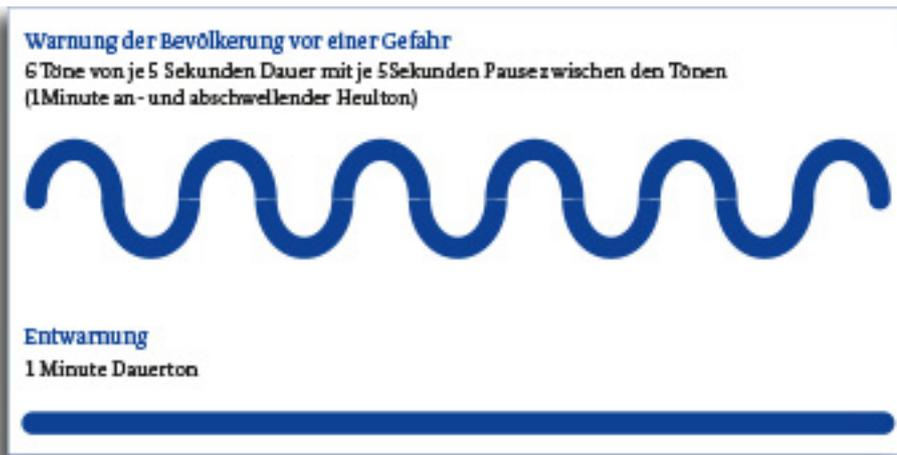 Warnung der Bevölkerung vor einer Gefahr
6 Töne von je 5 Sekunden Dauer mit je 5Sekunden Pause zwischen den Tönen
(1Minute an- und abschwellender Heulton)
Entwarnung
1 Minute Dauerton